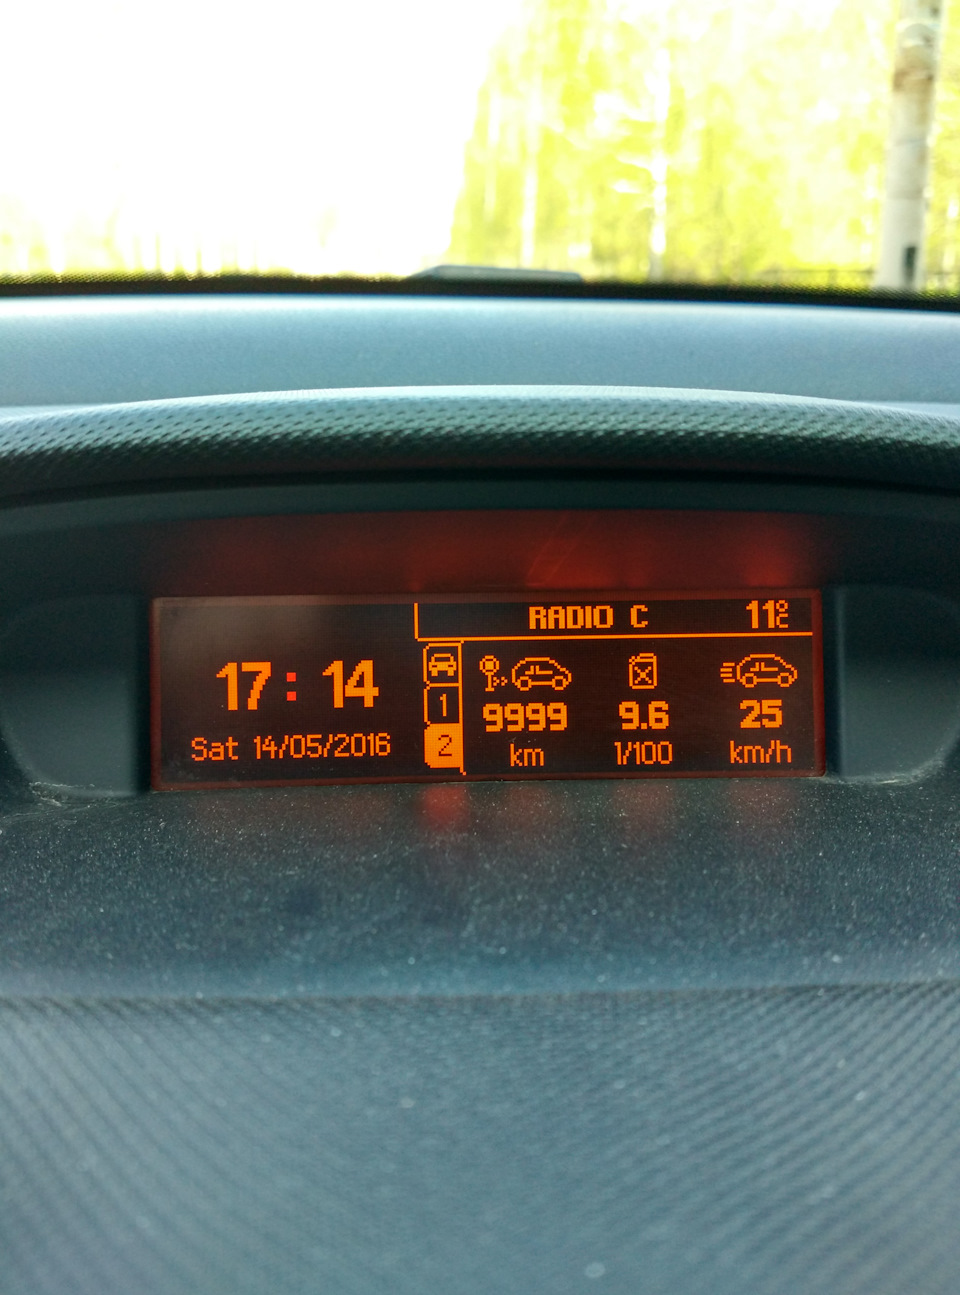 RADIO C 11°C
17:14
Sat 14/05/2016
1
2
9999 9.6 25
km l/100 km/h